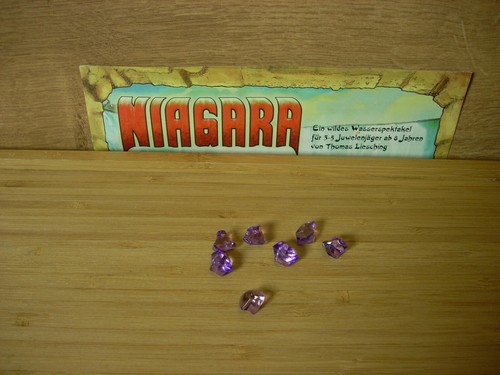 NIAGARA
Ein wildes Wasserspektakel
für 3-5 Juwelenjäger ab 8 Jahren
von Thomas Liesching